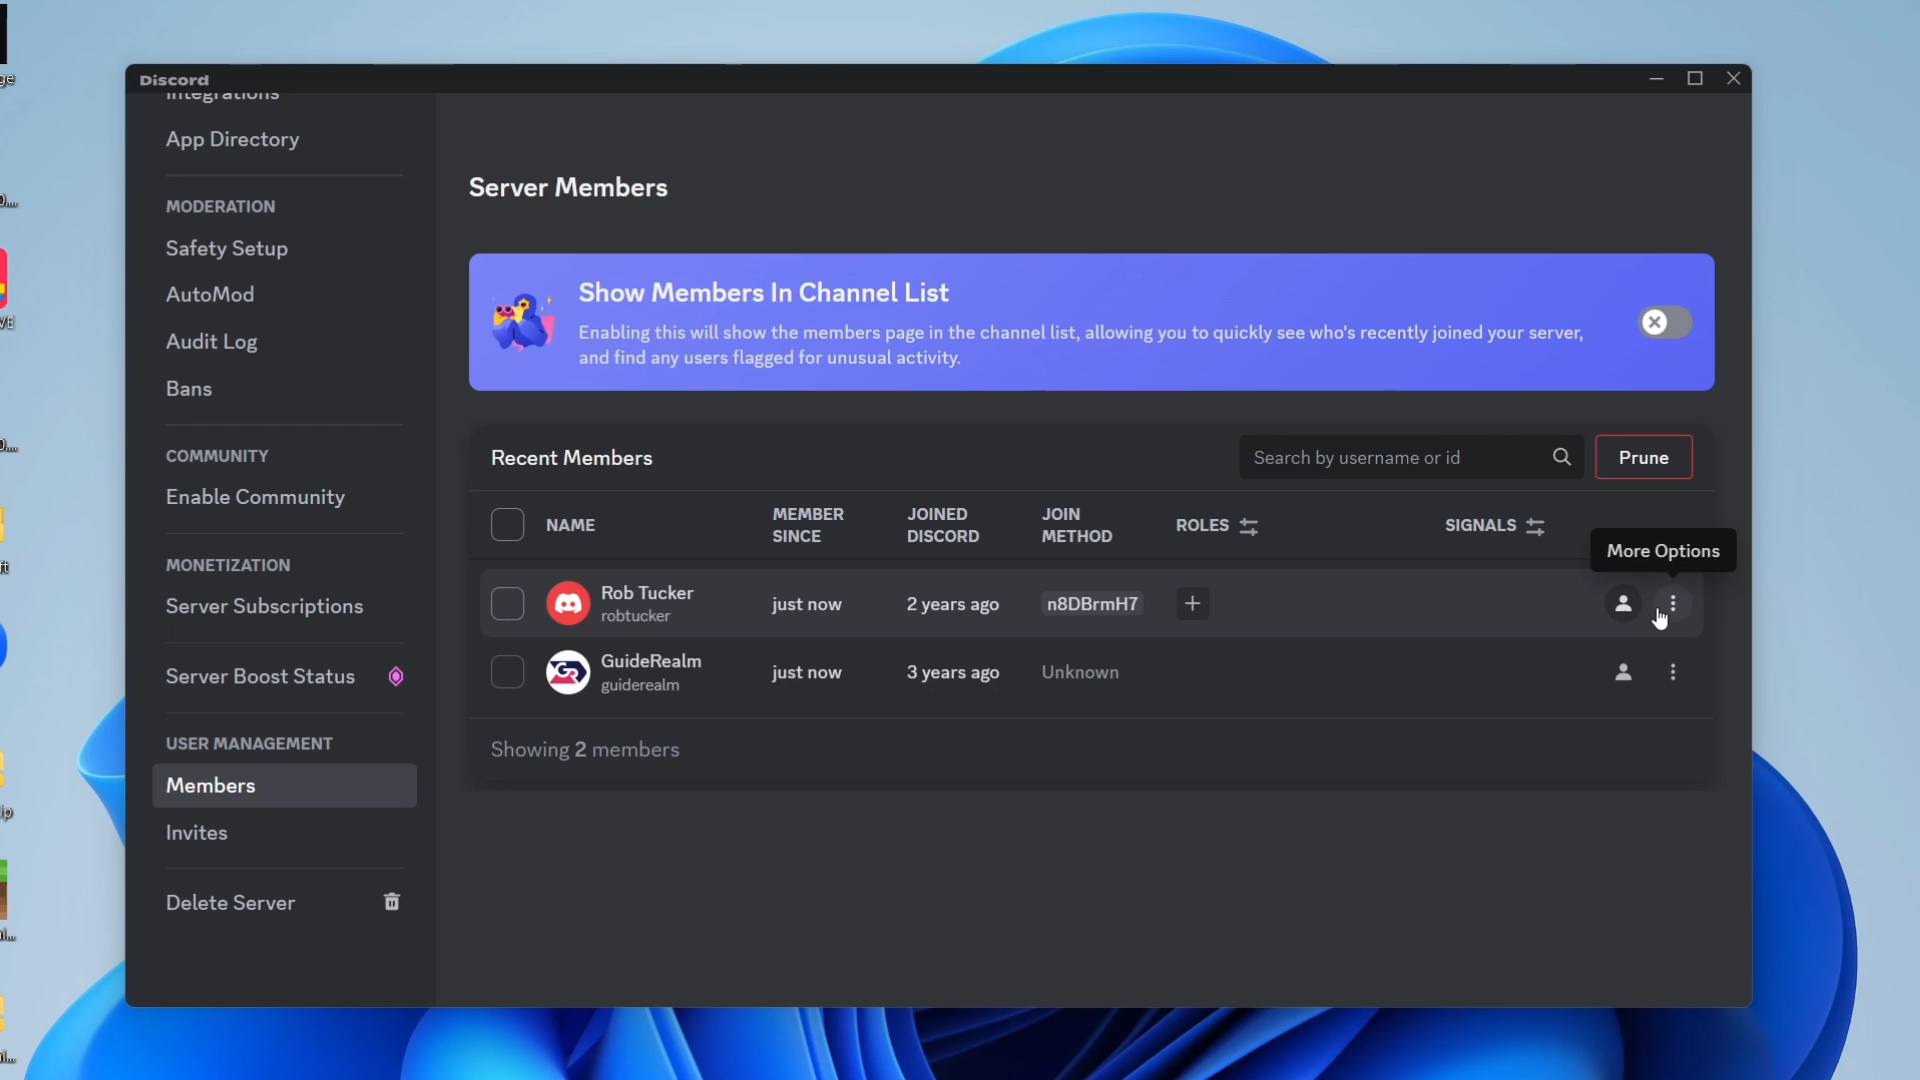 Discord
Integrations
App Directory
MODERATION
Safety Setup
AutoMod
Audit Log
Bans
COMMUNITY
Enable Community
MONETIZATION
Server Subscriptions
Server Boost Status
USER MANAGEMENT
Members
Invites
Delete Server
Server Members
Show Members In Channel List
Enabling this will show the members page in the channel list, allowing you to quickly see who's recently joined your server,
and find any users flagged for unusual activity.
Recent Members
Search by username or id
Prune
NAME
MEMBER
SINCE
JOINED
DISCORD
JOIN
METHOD
ROLES
SIGNALS
More Options
Rob Tucker
robtucker
just now
2 years ago
n8DBrmH7
GR
GuideRealm
guiderealm
just now
3 years ago
Unknown
Showing 2 members